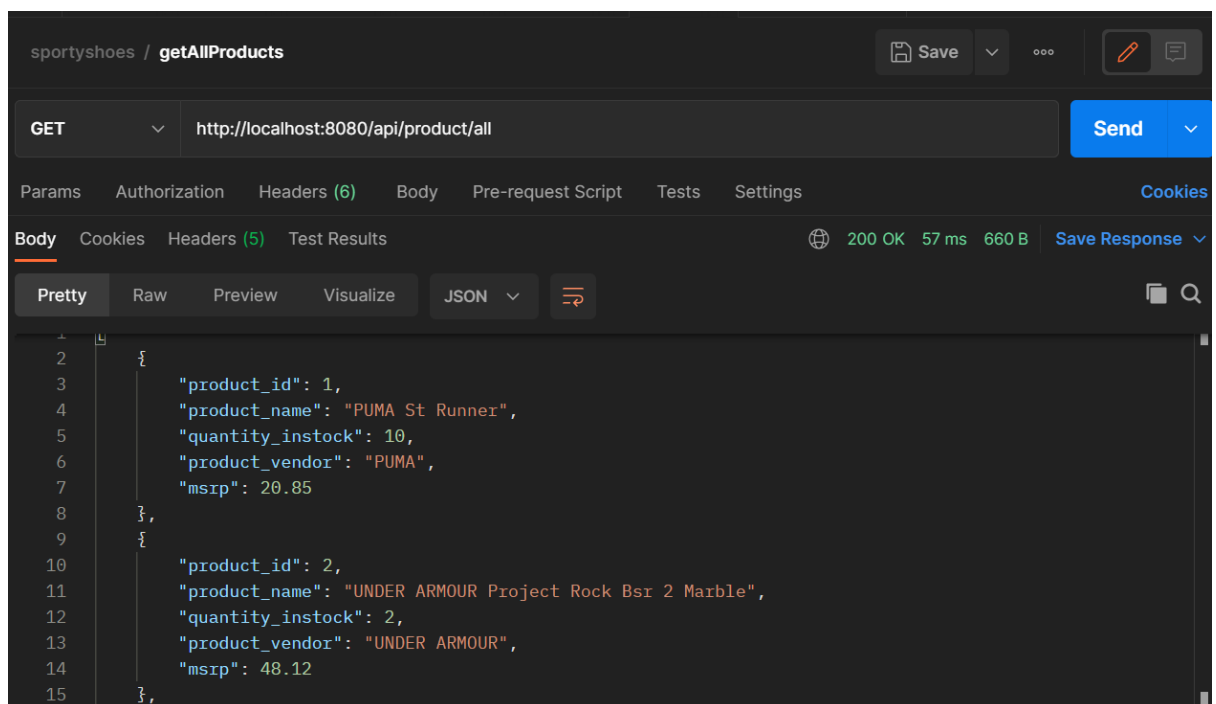 sportyshoes / getAllProducts Save ooo
GET http://localhost:8080/api/product/all Send
Params Authorization Headers (6) Body Pre-request Script Tests Settings Cookies
Body Cookies Headers (5) Test Results 200 OK 57 ms 660 B Save Response
Pretty Raw Preview Visualize JSON
1 [
2 {
3 "product_id": 1,
4 "product_name": "PUMA St Runner",
5 "quantity_instock": 10,
6 "product_vendor": "PUMA",
7 "msrp": 20.85
8 },
9 {
10 "product_id": 2,
11 "product_name": "UNDER ARMOUR Project Rock Bsr 2 Marble",
12 "quantity_instock": 2,
13 "product_vendor": "UNDER ARMOUR",
14 "msrp": 48.12
15 },